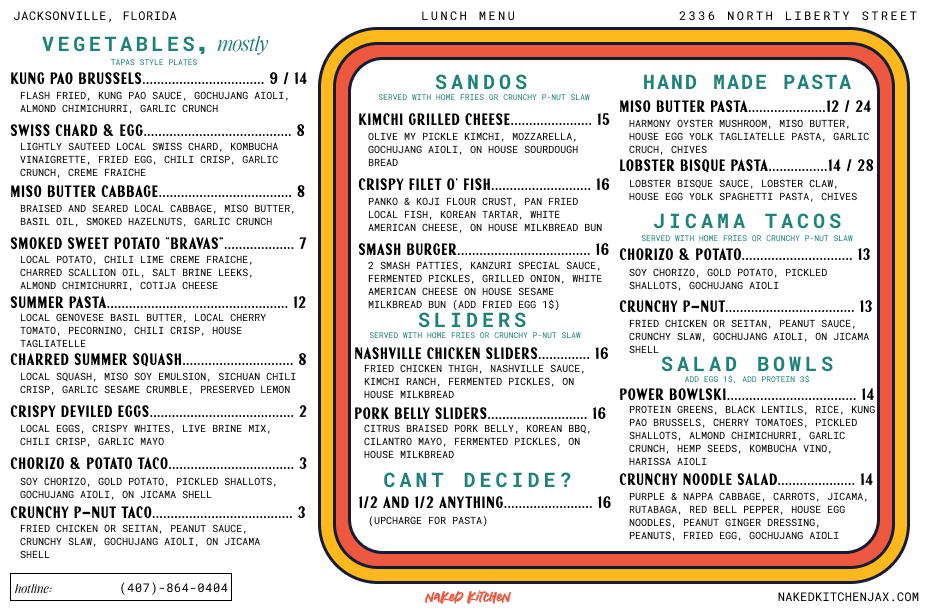 JACKSONVILLE, FLORIDA
LUNCH MENU
2336 NORTH LIBERTY STREET
VEGETABLES, mostly
TAPAS STYLE PLATES
KUNG PAO BRUSSELS................................ 9 / 14
FLASH FRIED, KUNG PAO SAUCE, GOCHUJANG AIOLI,
ALMOND CHIMICHURRI, GARLIC CRUNCH
SWISS CHARD & EGG....................................... 8
LIGHTLY SAUTEED LOCAL SWISS CHARD, KOMBUCHA
VINAIGRETTE, FRIED EGG, CHILI CRISP, GARLIC
CRUNCH, CREME FRAICHE
MISO BUTTER CABBAGE................................... 8
BRAISED AND SEARED LOCAL CABBAGE, MISO BUTTER,
BASIL OIL, SMOKED HAZELNUTS, GARLIC CRUNCH
SMOKED SWEET POTATO "BRAVAS".................. 7
LOCAL POTATO, CHILI LIME CREME FRAICHE,
CHARRED SCALLION OIL, SALT BRINE LEEKS,
ALMOND CHIMICHURRI, COTIJA CHEESE
SUMMER PASTA................................................ 12
LOCAL GENOVESE BASIL BUTTER, LOCAL CHERRY
TOMATO, PECORNINO, CHILI CRISP, HOUSE
TAGLIATELLE
CHARRED SUMMER SQUASH............................. 8
LOCAL SQUASH, MISO SOY EMULSION, SICHUAN CHILI
CRISP, GARLIC SESAME CRUMBLE, PRESERVED LEMON
CRISPY DEVILED EGGS...................................... 2
LOCAL EGGS, CRISPY WHITES, LIVE BRINE MIX,
CHILI CRISP, GARLIC MAYO
CHORIZO & POTATO TACO................................. 3
SOY CHORIZO, GOLD POTATO, PICKLED SHALLOTS,
GOCHUJANG AIOLI, ON JICAMA SHELL
CRUNCHY P-NUT TACO...................................... 3
FRIED CHICKEN OR SEITAN, PEANUT SAUCE,
CRUNCHY SLAW, GOCHUJANG AIOLI, ON JICAMA
SHELL
hotline: (407)-864-0404
SANDOS
SERVED WITH HOME FRIES OR CRUNCHY P-NUT SLAW
KIMCHI GRILLED CHEESE..................... 15
OLIVE MY PICKLE KIMCHI, MOZZARELLA,
GOCHUJANG AIOLI, ON HOUSE SOURDOUGH
BREAD
CRISPY FILET O' FISH.......................... 16
PANKO & KOJI FLOUR CRUST, PAN FRIED
LOCAL FISH, KOREAN TARTAR, WHITE
AMERICAN CHEESE, ON HOUSE MILKBREAD BUN
SMASH BURGER................................... 16
2 SMASH PATTIES, KANZURI SPECIAL SAUCE,
FERMENTED PICKLES, GRILLED ONION, WHITE
AMERICAN CHEESE ON HOUSE SESAME
MILKBREAD BUN (ADD FRIED EGG 1$)
SLIDERS
SERVED WITH HOME FRIES OR CRUNCHY P-NUT SLAW
NASHVILLE CHICKEN SLIDERS............. 16
FRIED CHICKEN THIGH, NASHVILLE SAUCE,
KIMCHI RANCH, FERMENTED PICKLES, ON
HOUSE MILKBREAD
PORK BELLY SLIDERS........................... 16
CITRUS BRAISED PORK BELLY, KOREAN BBQ,
CILANTRO MAYO, FERMENTED PICKLES, ON
HOUSE MILKBREAD
CANT DECIDE?
1/2 AND 1/2 ANYTHING....................... 16
(UPCHARGE FOR PASTA)
HAND MADE PASTA
MISO BUTTER PASTA....................12 / 24
HARMONY OYSTER MUSHROOM, MISO BUTTER,
HOUSE EGG YOLK TAGLIATELLE PASTA, GARLIC
CRUCH, CHIVES
LOBSTER BISQUE PASTA...............14 / 28
LOBSTER BISQUE SAUCE, LOBSTER CLAW,
HOUSE EGG YOLK SPAGHETTI PASTA, CHIVES
JICAMA TACOS
SERVED WITH HOME FRIES OR CRUNCHY P-NUT SLAW
CHORIZO & POTATO............................. 13
SOY CHORIZO, GOLD POTATO, PICKLED
SHALLOTS, GOCHUJANG AIOLI
CRUNCHY P-NUT.................................. 13
FRIED CHICKEN OR SEITAN, PEANUT SAUCE,
CRUNCHY SLAW, GOCHUJANG AIOLI, ON JICAMA
SHELL
SALAD BOWLS
ADD EGG 1$, ADD PROTEIN 3$
POWER BOWLSKI.................................. 14
PROTEIN GREENS, BLACK LENTILS, RICE, KUNG
PAO BRUSSELS, CHERRY TOMATOES, PICKLED
SHALLOTS, ALMOND CHIMICHURRI, GARLIC
CRUNCH, HEMP SEEDS, KOMBUCHA VINO,
HARISSA AIOLI
CRUNCHY NOODLE SALAD.................... 14
PURPLE & NAPPA CABBAGE, CARROTS, JICAMA,
RUTABAGA, RED BELL PEPPER, HOUSE EGG
NOODLES, PEANUT GINGER DRESSING,
PEANUTS, FRIED EGG, GOCHUJANG AIOLI
NAKED KITCHEN
NAKEDKITCHENJAX.COM